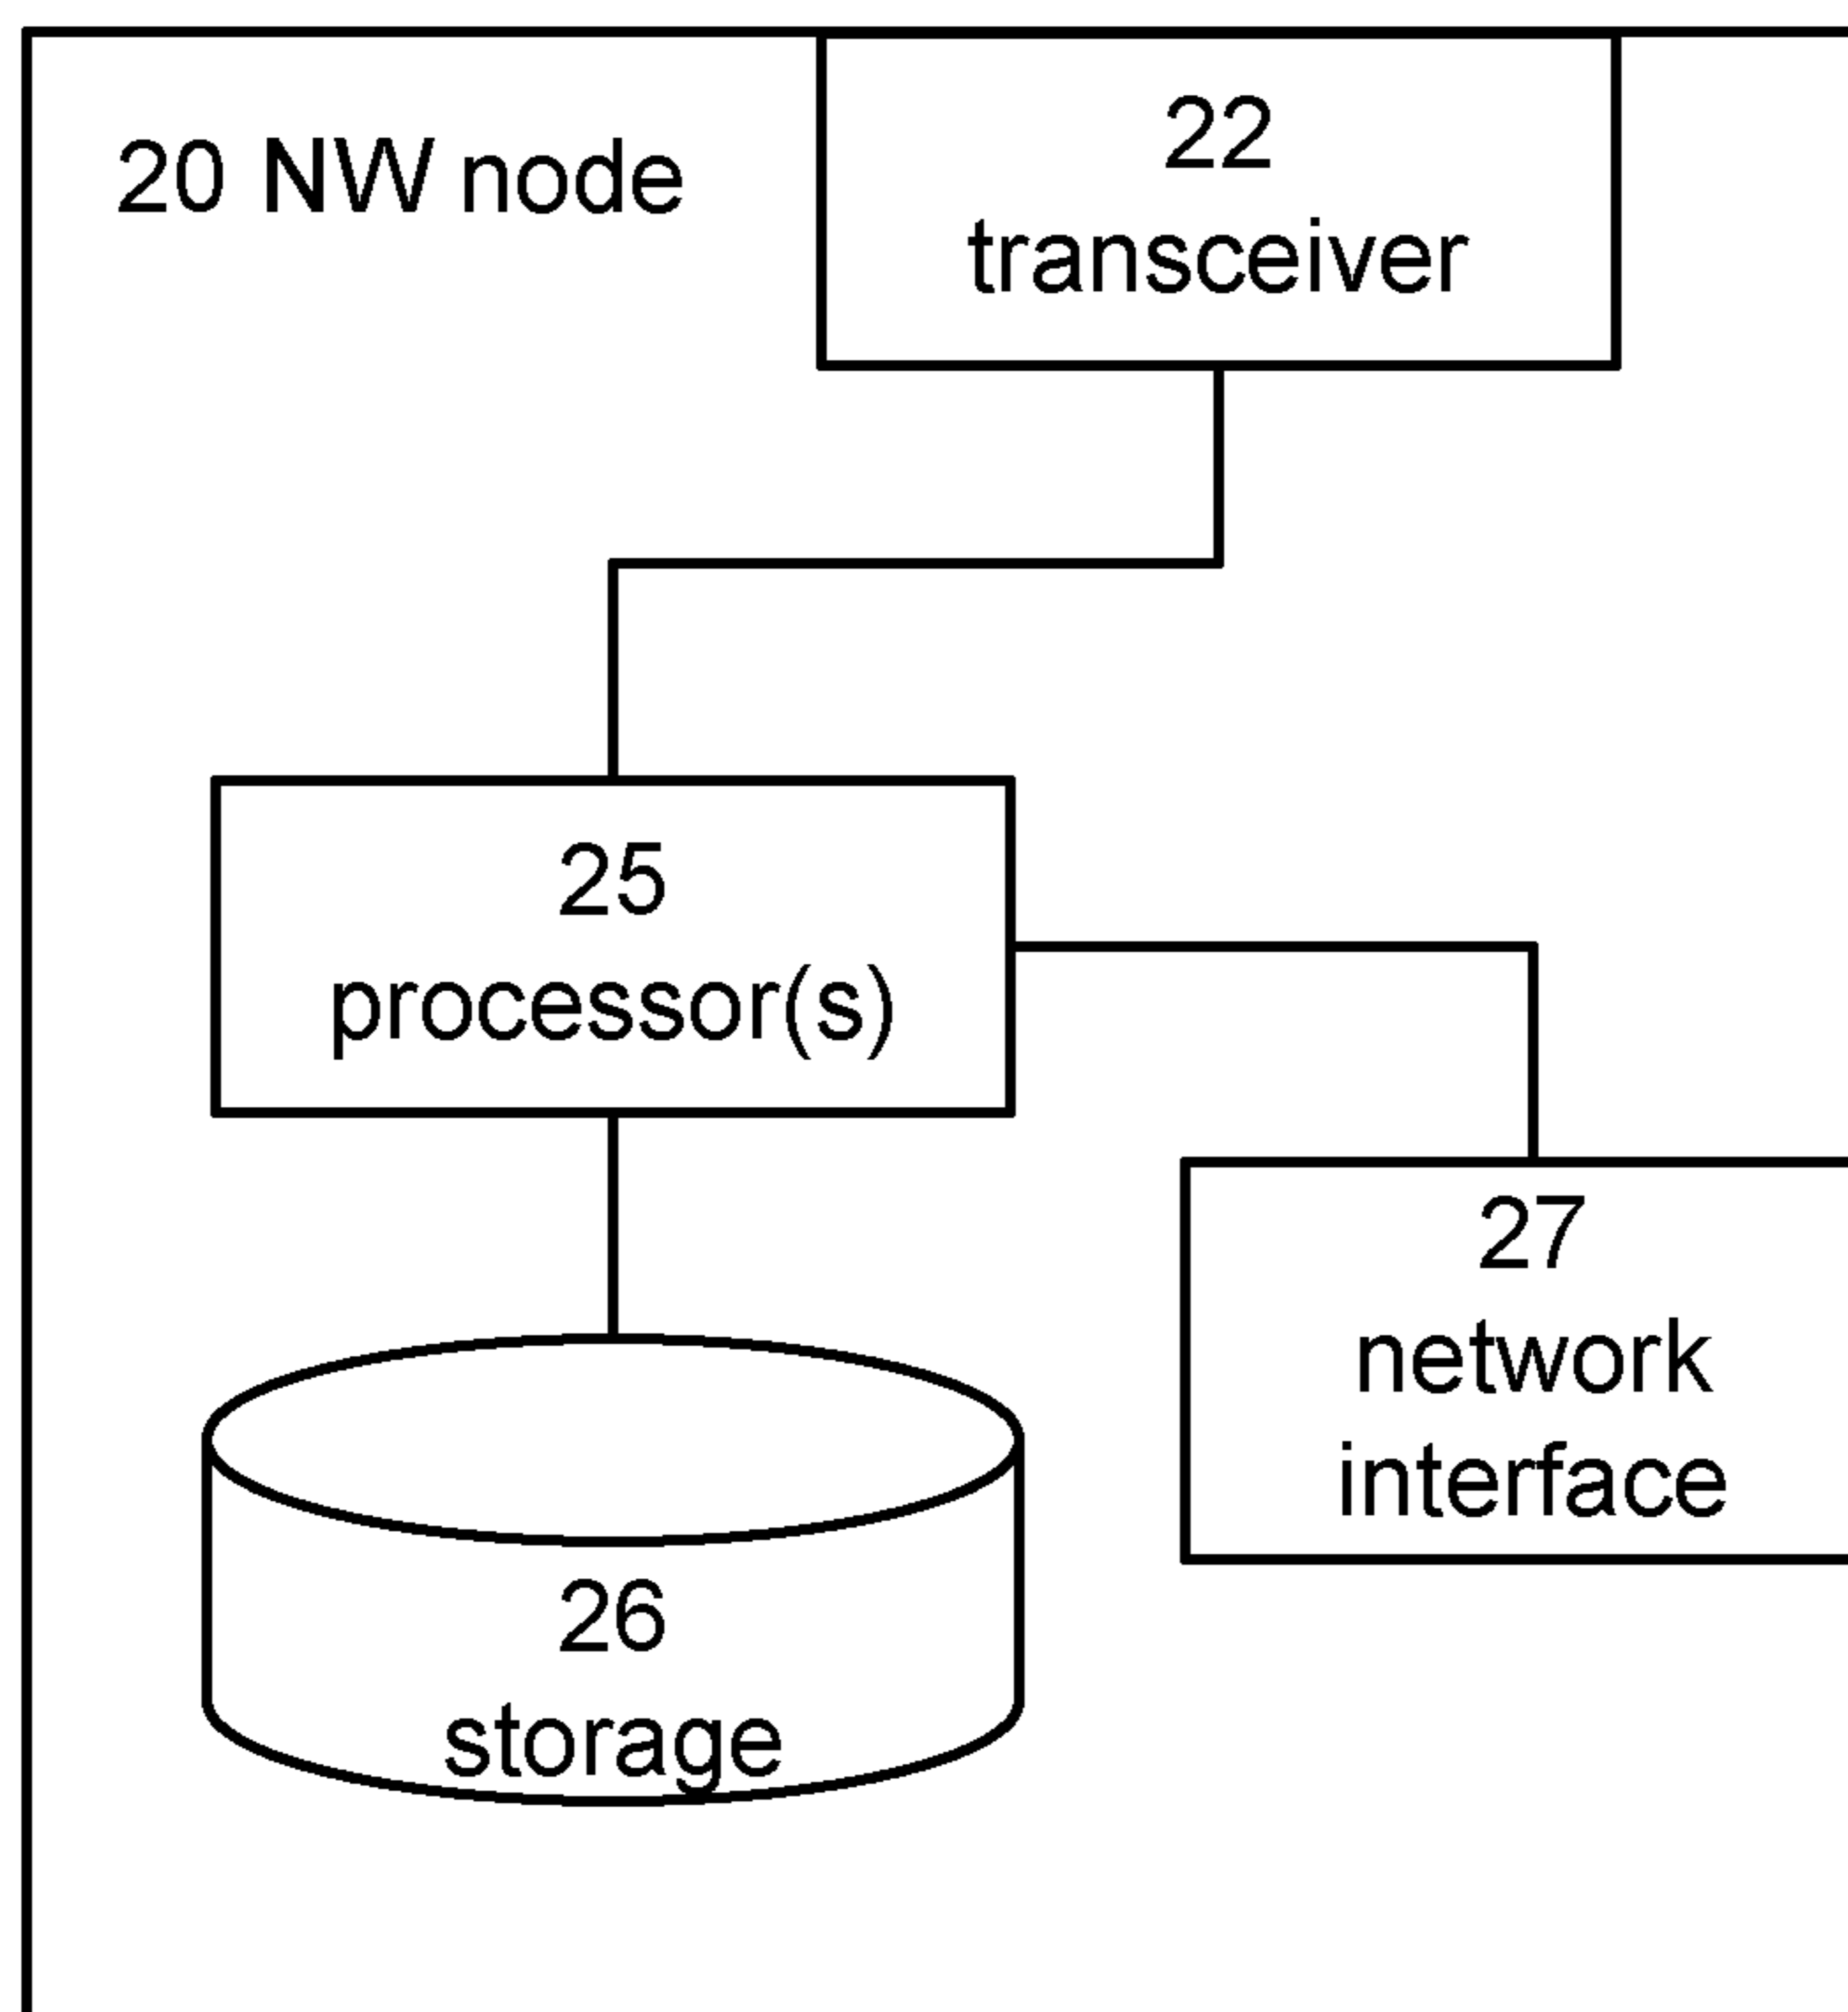 20 NW node
22
transceiver
25
processor(s)
27
network
interface
26
storage